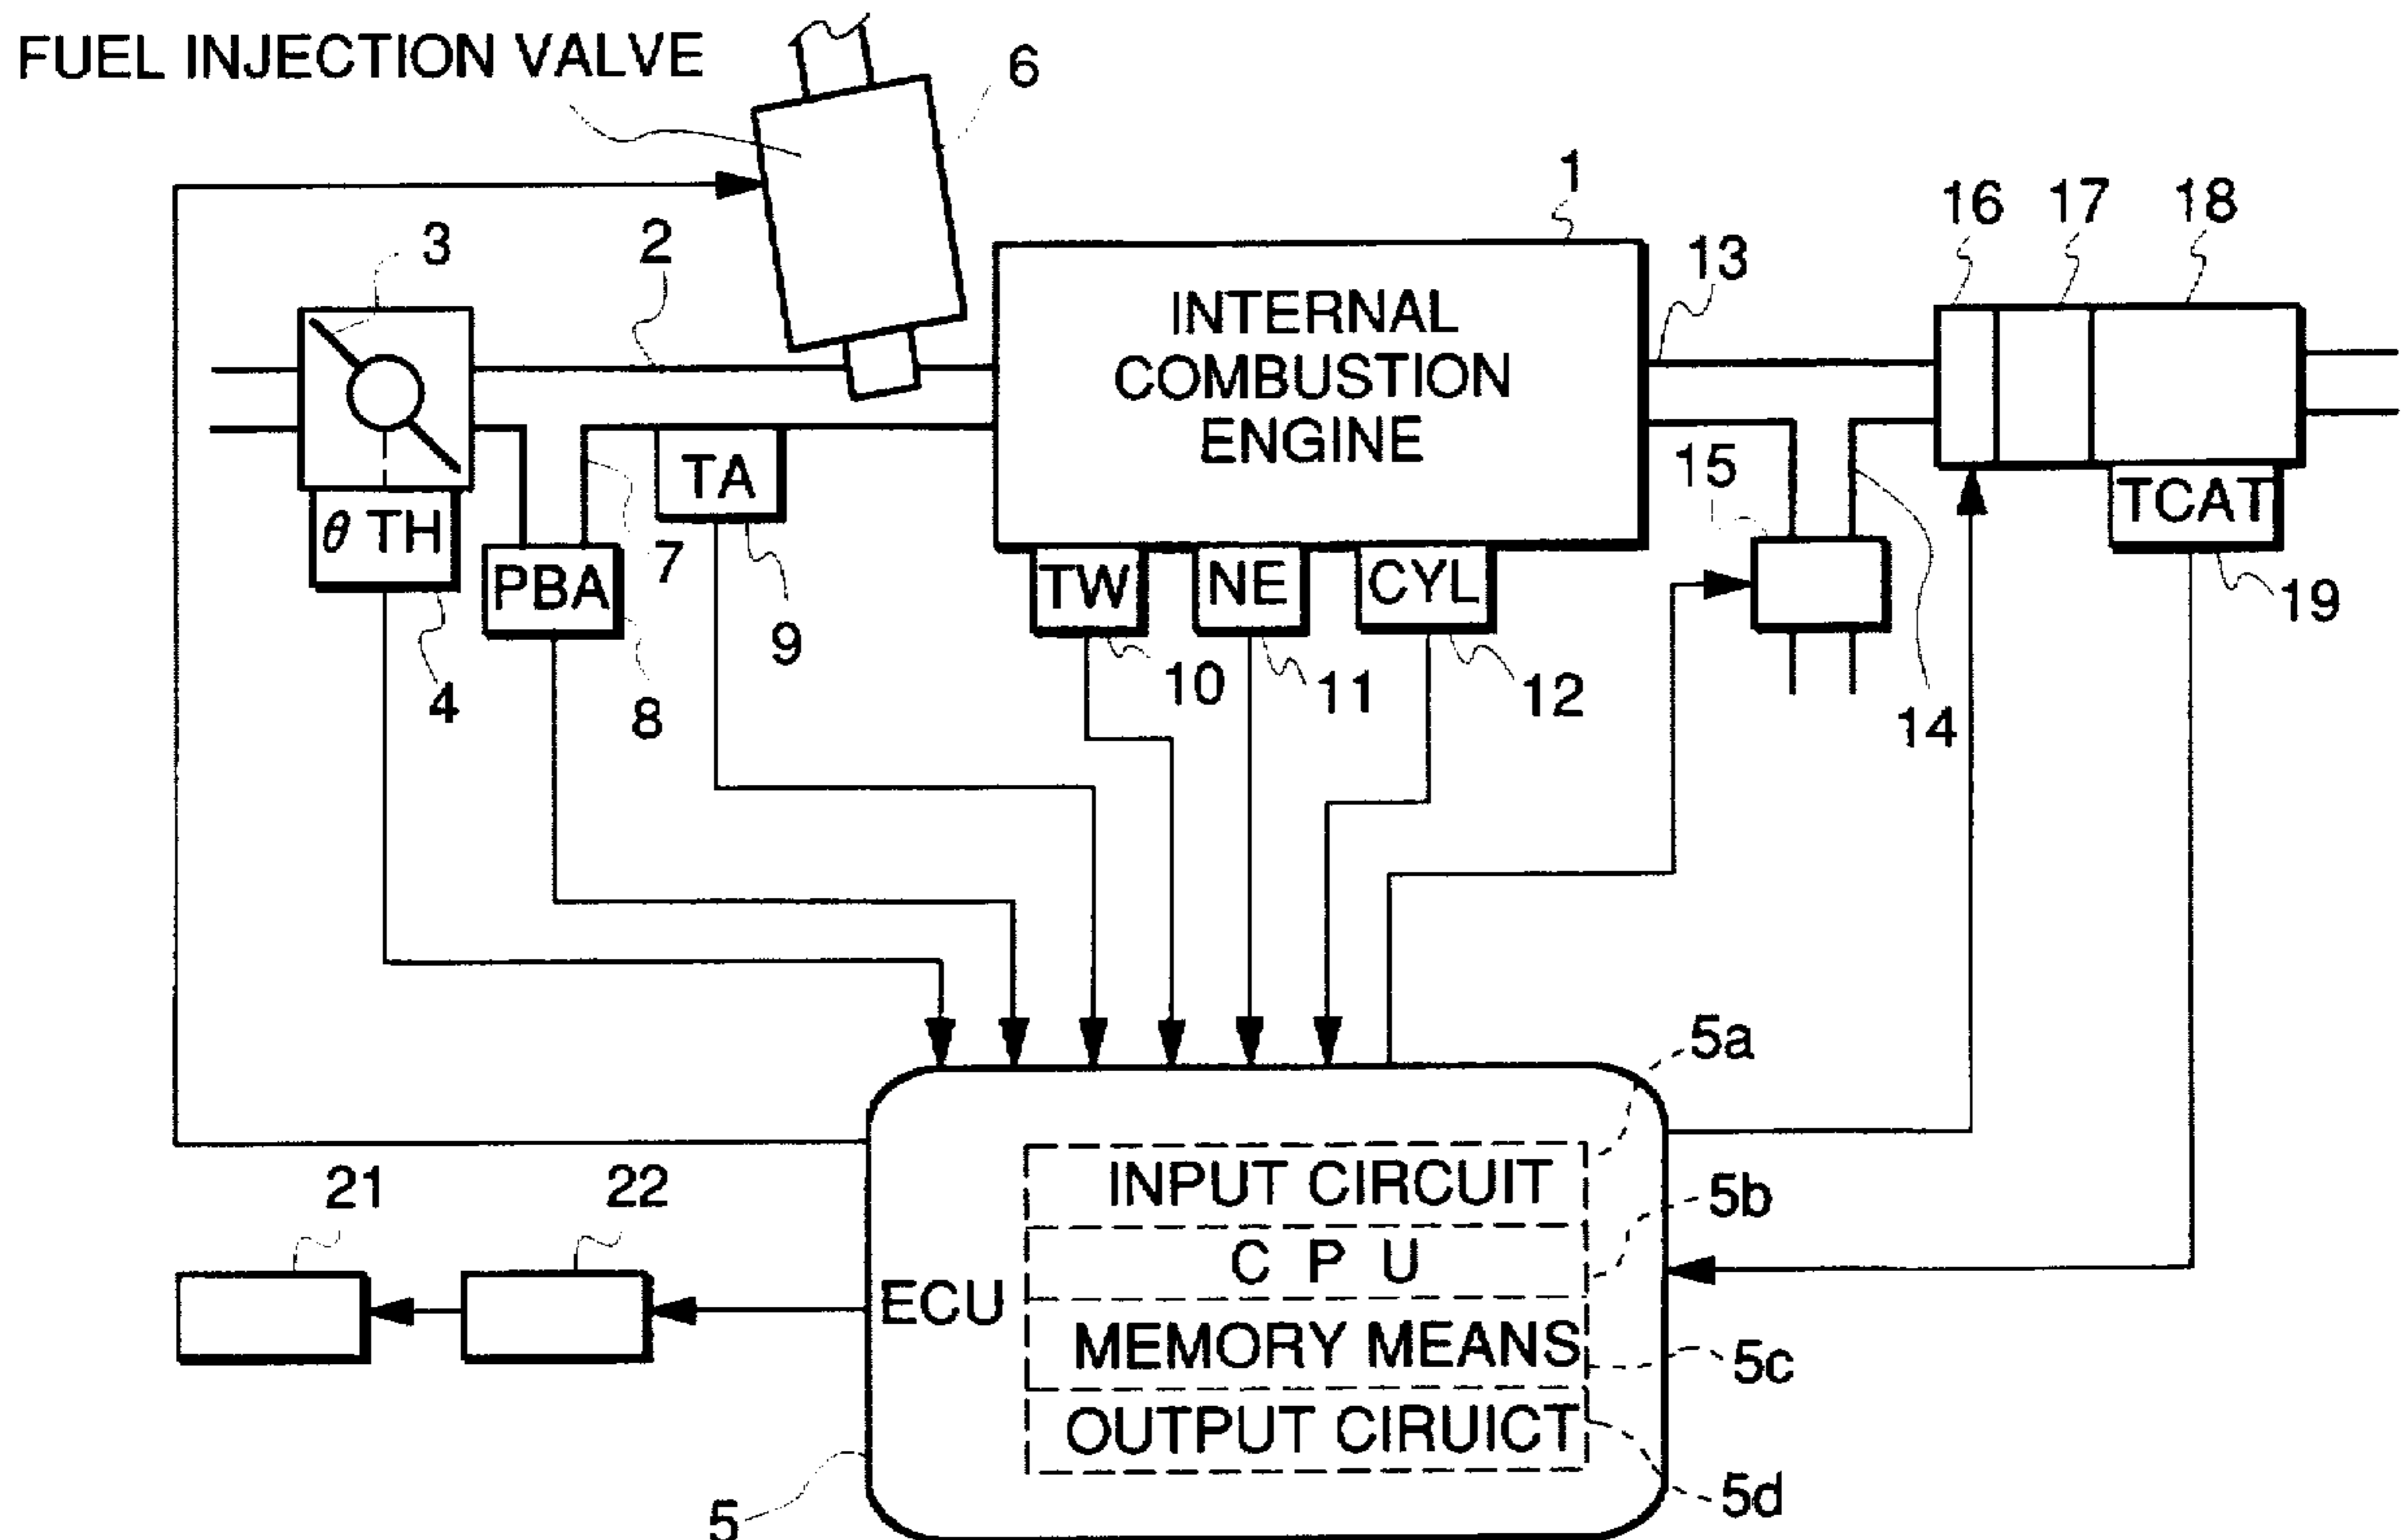 FUEL INJECTION VALVE
6
1
16 17 18
3
2
13
INTERNAL
COMBUSTION
ENGINE
15
TA
TCAT
θ TH
7
PBA
TW
NE
CYL
19
9
4
8
10
11
12
14
5a
INPUT CIRCUIT
21
22
5b
C P U
ECU
MEMORY MEANS
5c
OUTPUT CIRUICT
5d
5